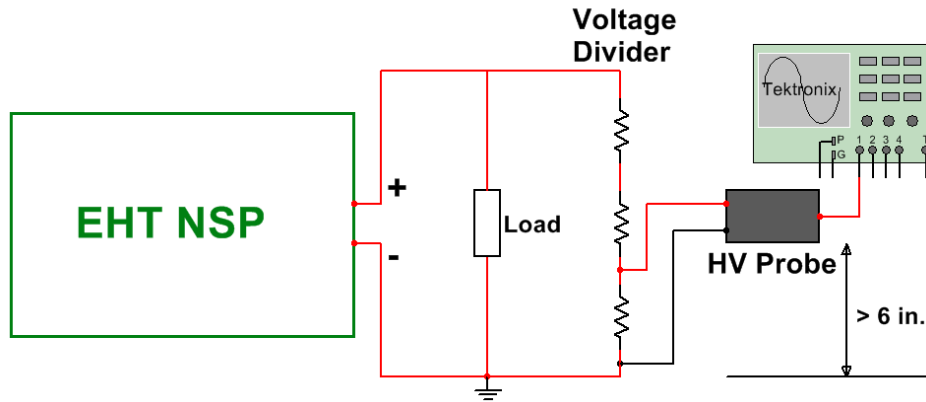 Voltage
Divider
Tektronix
P
G
1 2 3 4
T
EHT NSP
+
-
Load
HV Probe
> 6 in.